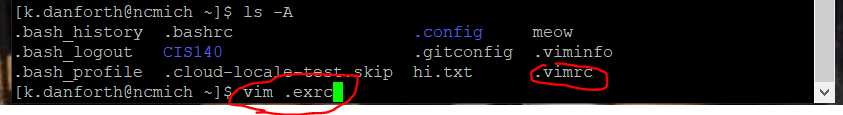 [k.danforth@ncmich ~]$ ls -A
.bash_history .bashrc .config meow
.bash_logout CIS140 .gitconfig .viminfo
.bash_profile .cloud-locale-test.skip hi.txt .vimrc
[k.danforth@ncmich ~]$ vim .exrc